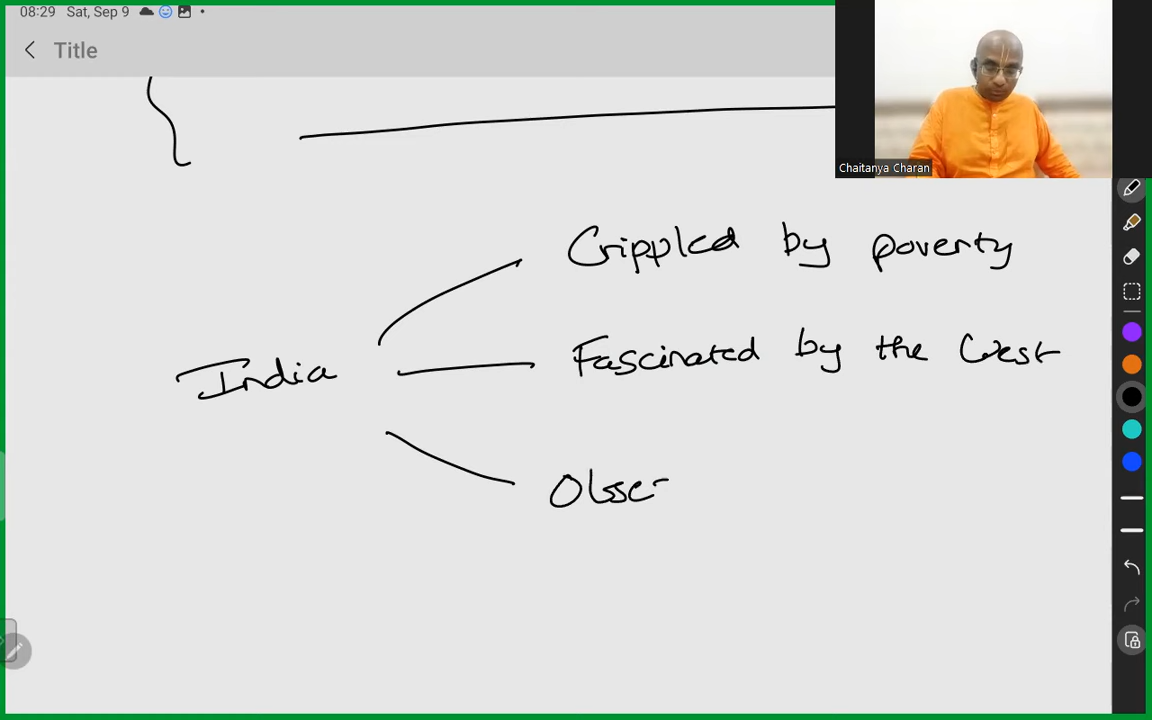 08:29 Sat, Sep 9
Title
Chaitanya Charan
Crippled by poverty
Fascinated by the West
India
Obse